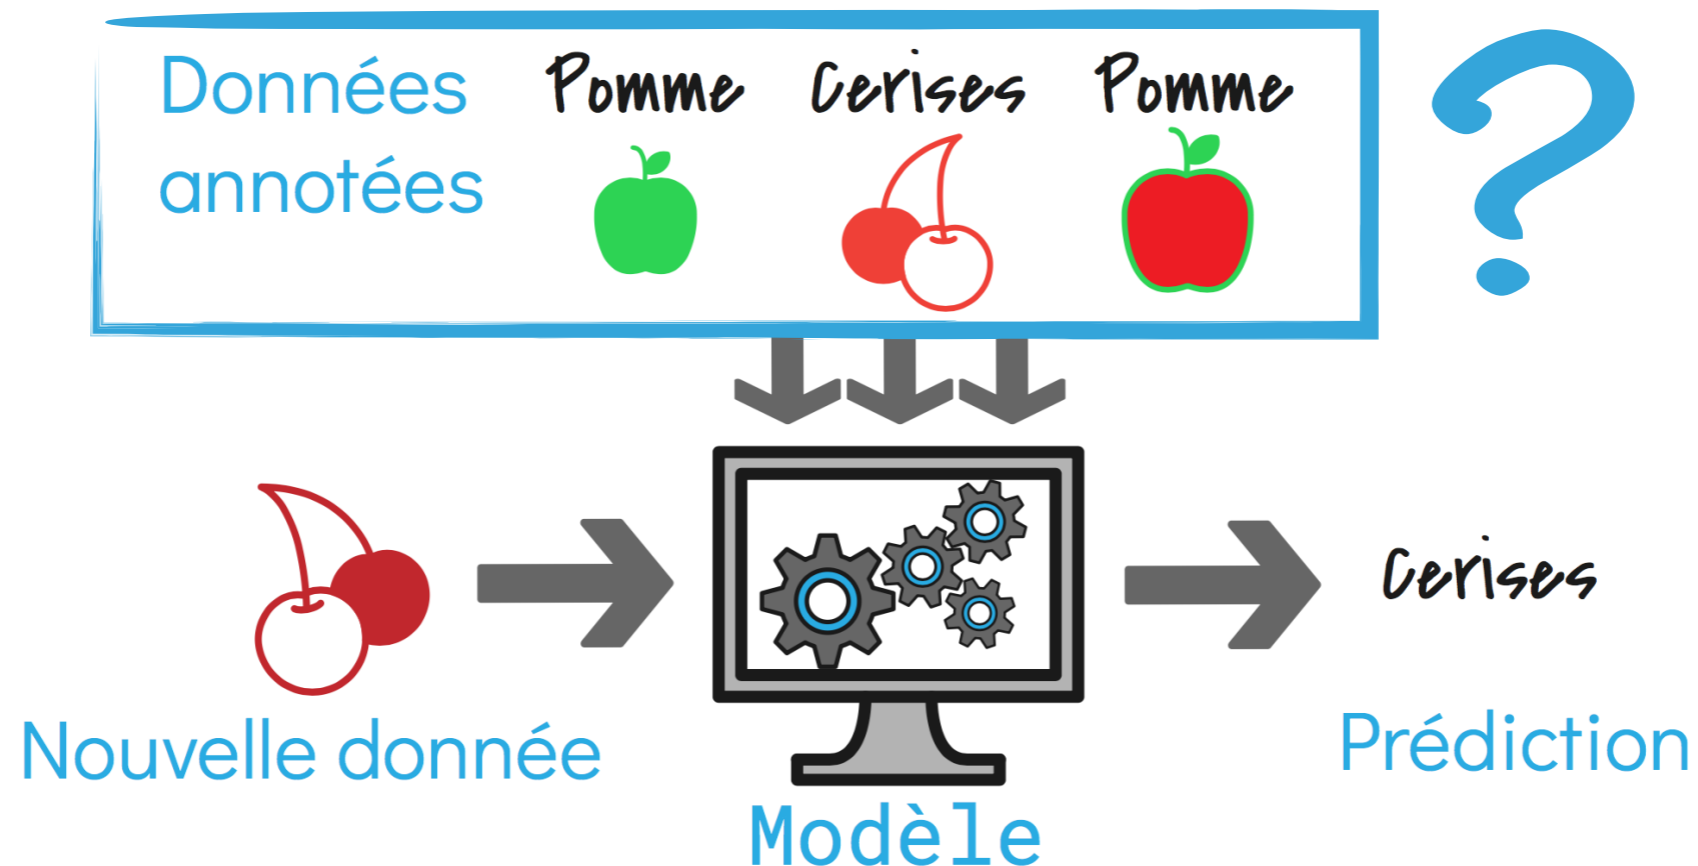 Données
annotées
Pomme
Cerises
Pomme
?
Cerises
Nouvelle donnée
Modèle
Prédiction